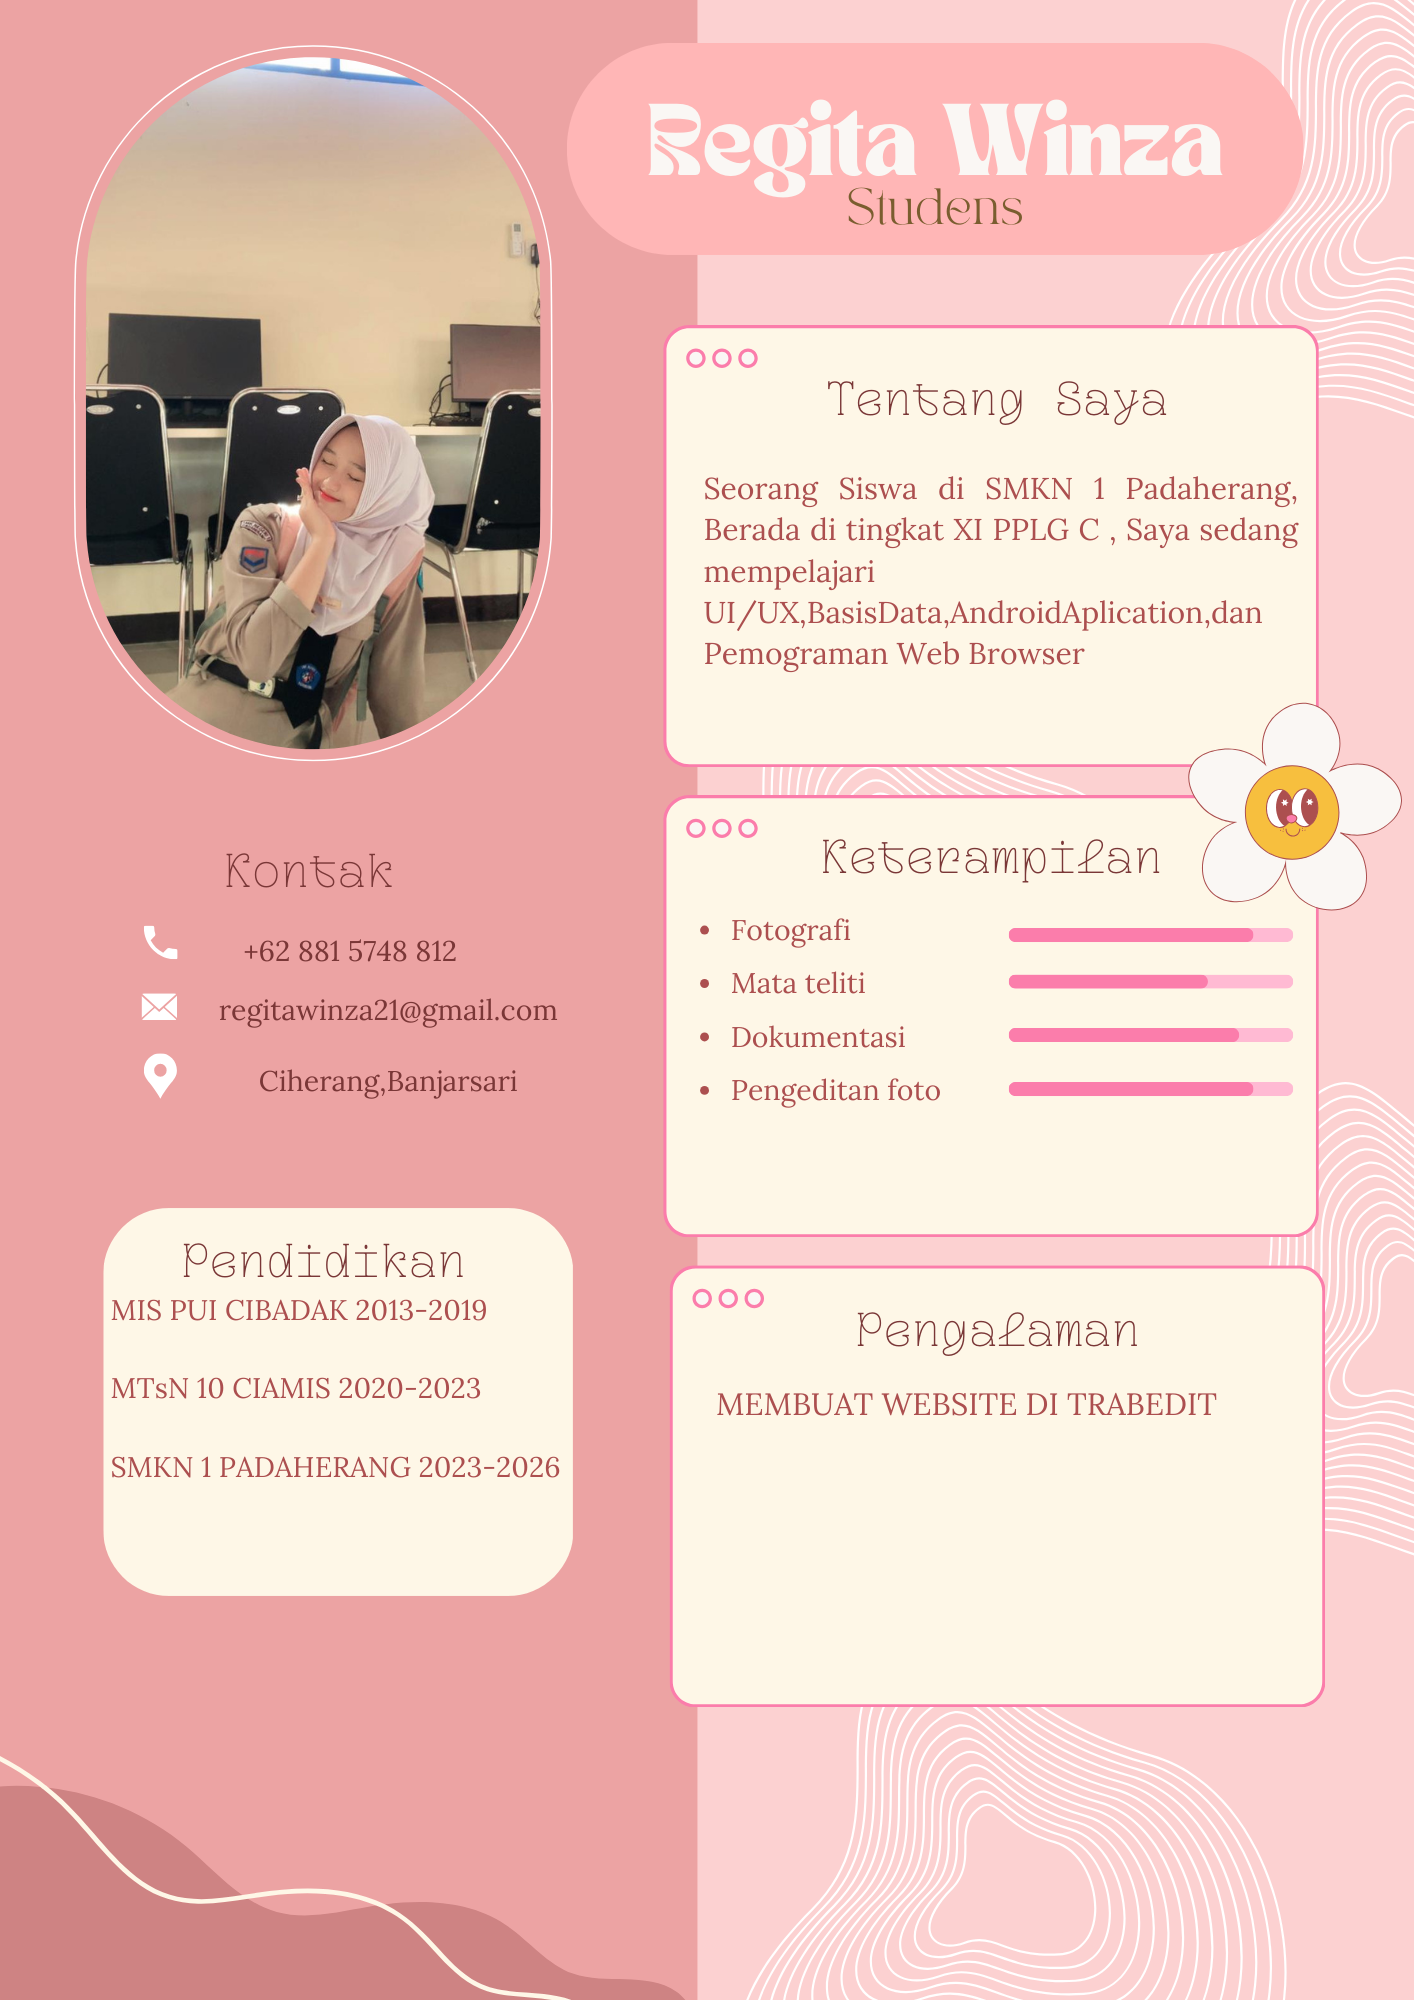 Regita Winza
Studens
Tentang Saya
Seorang Siswa di SMKN 1 Padaherang,
Berada di tingkat XI PPLG C , Saya sedang
mempelajari
UI/UX,BasisData,AndroidAplication,dan
Pemograman Web Browser
Kontak
+62 881 5748 812
regitawinza21@gmail.com
Ciherang,Banjarsari
Keterampilan
• Fotografi
• Mata teliti
• Dokumentasi
• Pengeditan foto
Pendidikan
MIS PUI CIBADAK 2013-2019
MTsN 10 CIAMIS 2020-2023
SMKN 1 PADAHERANG 2023-2026
Pengalaman
MEMBUAT WEBSITE DI TRABEDIT